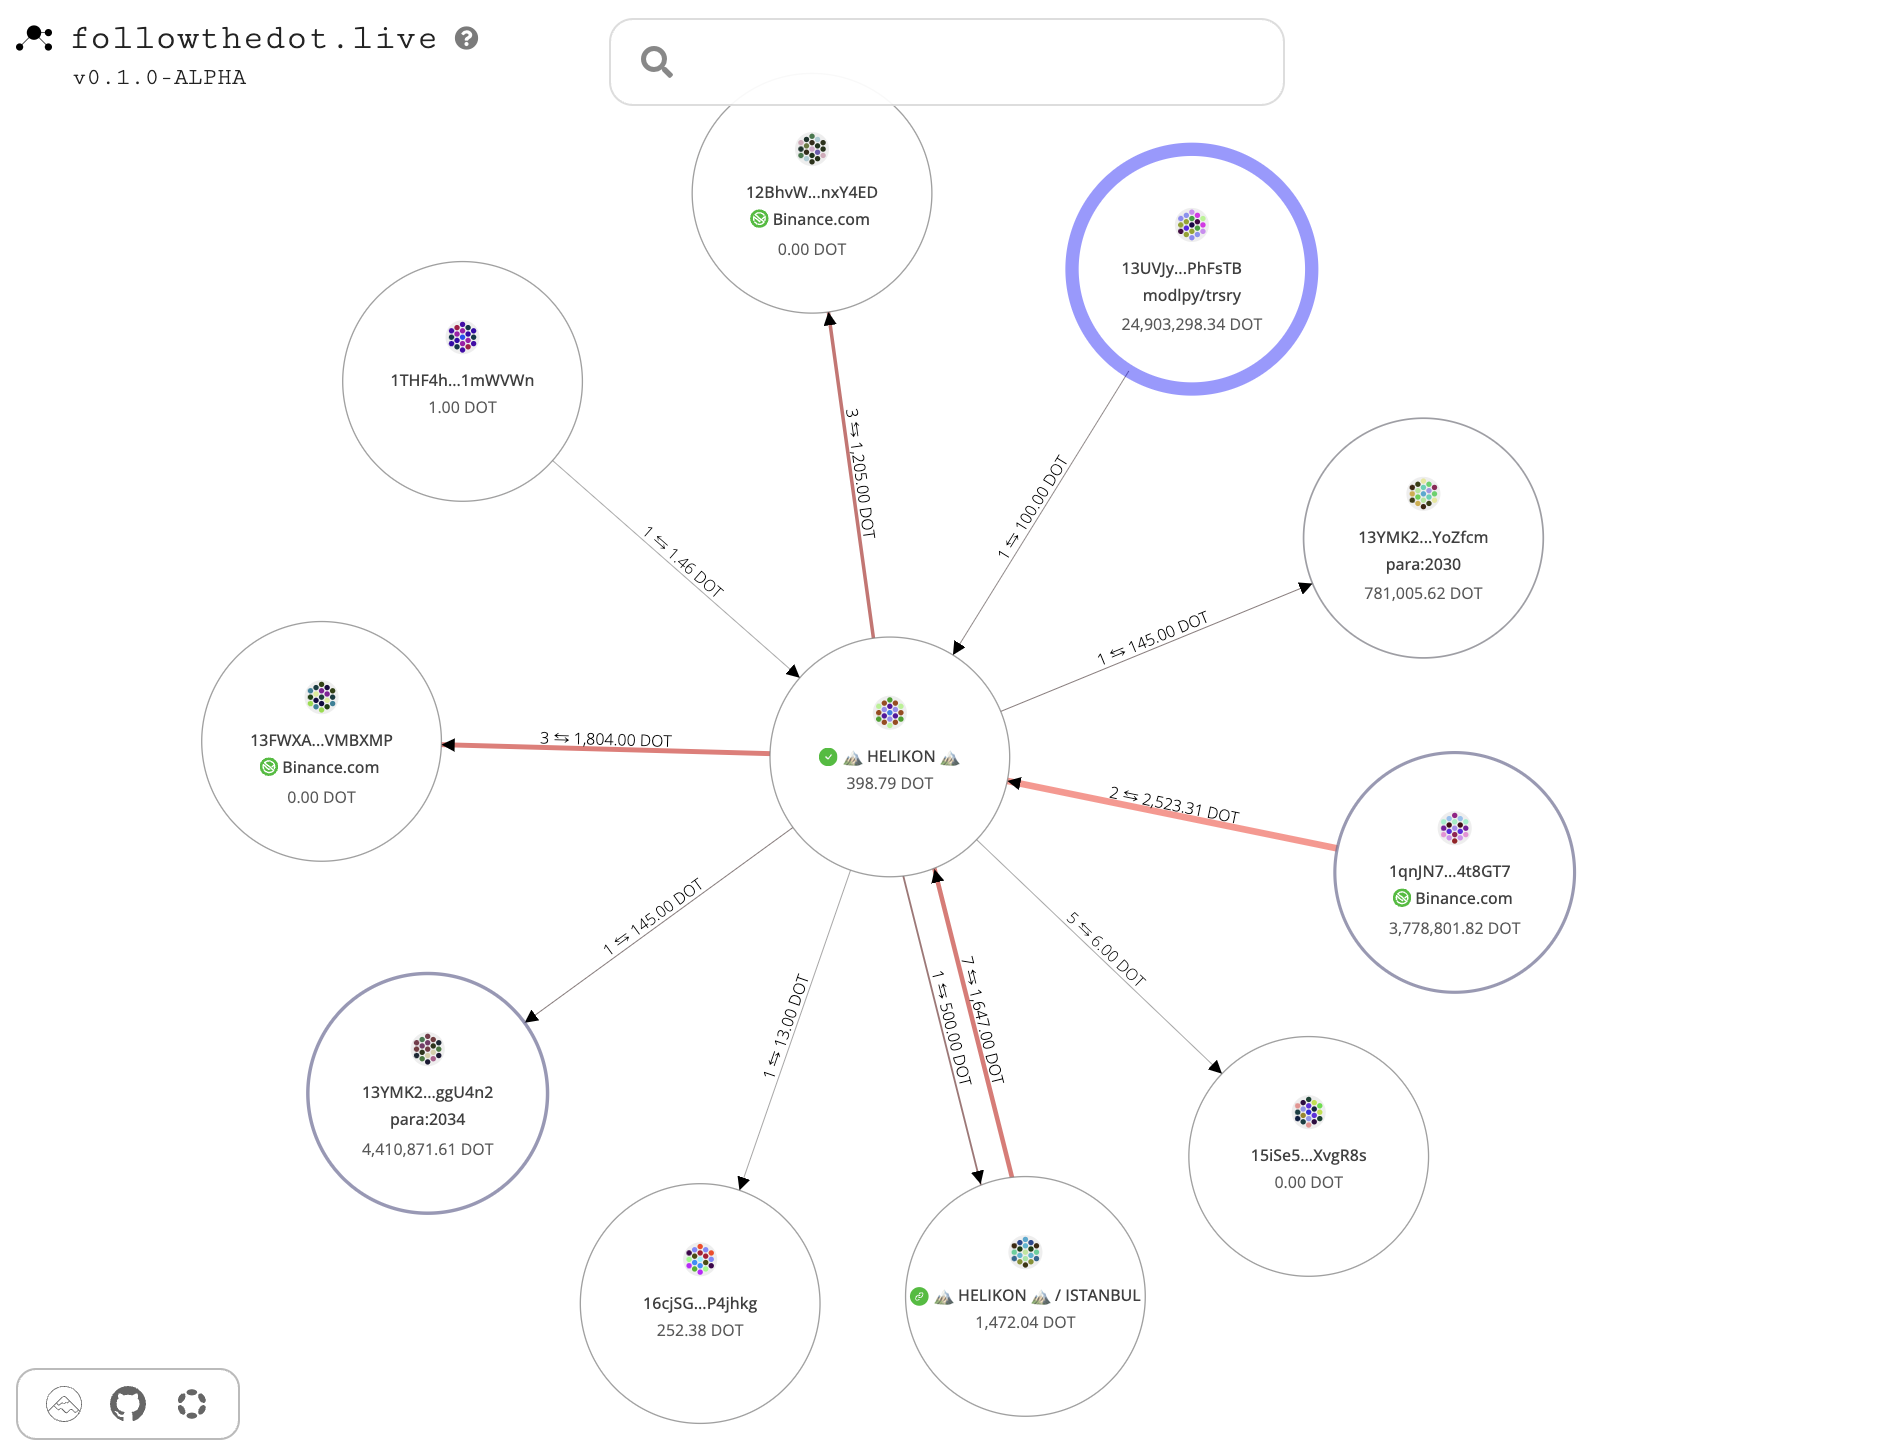 followthedot.live
v0.1.0-ALPHA
12BhvW...nxY4ED
Binance.com
0.00 DOT
13UVJy...PhFsTB
modlpy/trsry
24,903,298.34 DOT
1THF4h...1mWVWn
1.00 DOT
3 ⇆ 1,205.00 DOT
1 ⇆ 100.00 DOT
13YMK2...YoZfcm
para:2030
781,005.62 DOT
1 ⇆ 1.46 DOT
1 ⇆ 145.00 DOT
13FWXA...VMBXMP
Binance.com
0.00 DOT
3 ⇆ 1,804.00 DOT
HELIKON
398.79 DOT
2 ⇆ 2,523.31 DOT
1qnJN7...4t8GT7
Binance.com
3,778,801.82 DOT
1 ⇆ 145.00 DOT
5 ⇆ 6.00 DOT
13YMK2...ggU4n2
para:2034
4,410,871.61 DOT
1 ⇆ 13.00 DOT
1 ⇆ 500.00 DOT
7 ⇆ 1,647.00 DOT
15iSe5...XvgR8s
0.00 DOT
16cjSG...P4jhkg
252.38 DOT
HELIKON / ISTANBUL
1,472.04 DOT